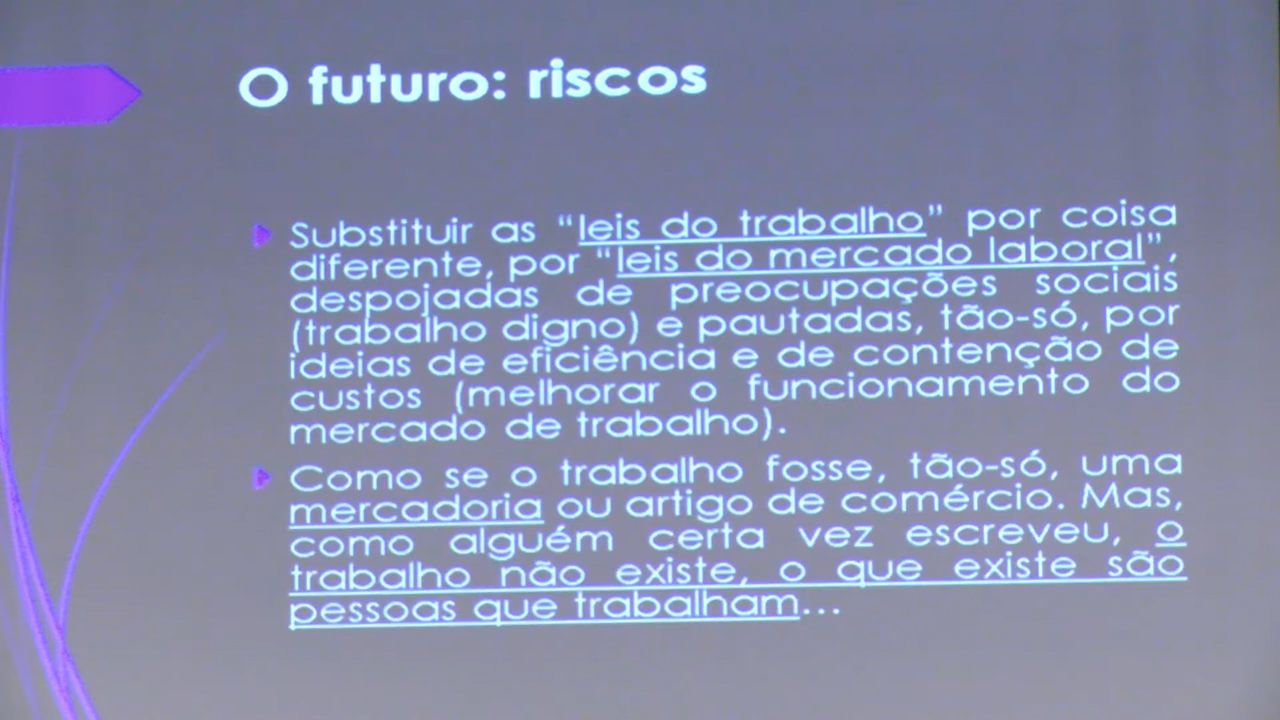 O futuro: riscos
Substituir as “leis do trabalho” por coisa
diferente, por “leis do mercado laboral”,
despojadas de preocupações sociais
(trabalho digno) e pautadas, tão-só, por
ideias de eficiência e de contenção de
custos (melhorar o funcionamento do
mercado de trabalho).
Como se o trabalho fosse, tão-só, uma
mercadoria ou artigo de comércio. Mas,
como alguém certa vez escreveu, o
trabalho não existe, o que existe são
pessoas que trabalham...